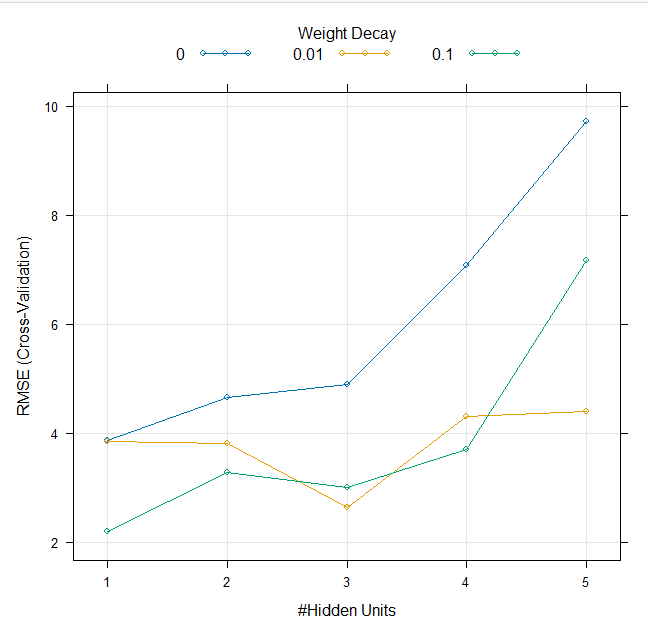 Weight Decay
0 0.01 0.1
10
8
6
4
2
RMSE (Cross-Validation)
1 2 3 4 5
#Hidden Units